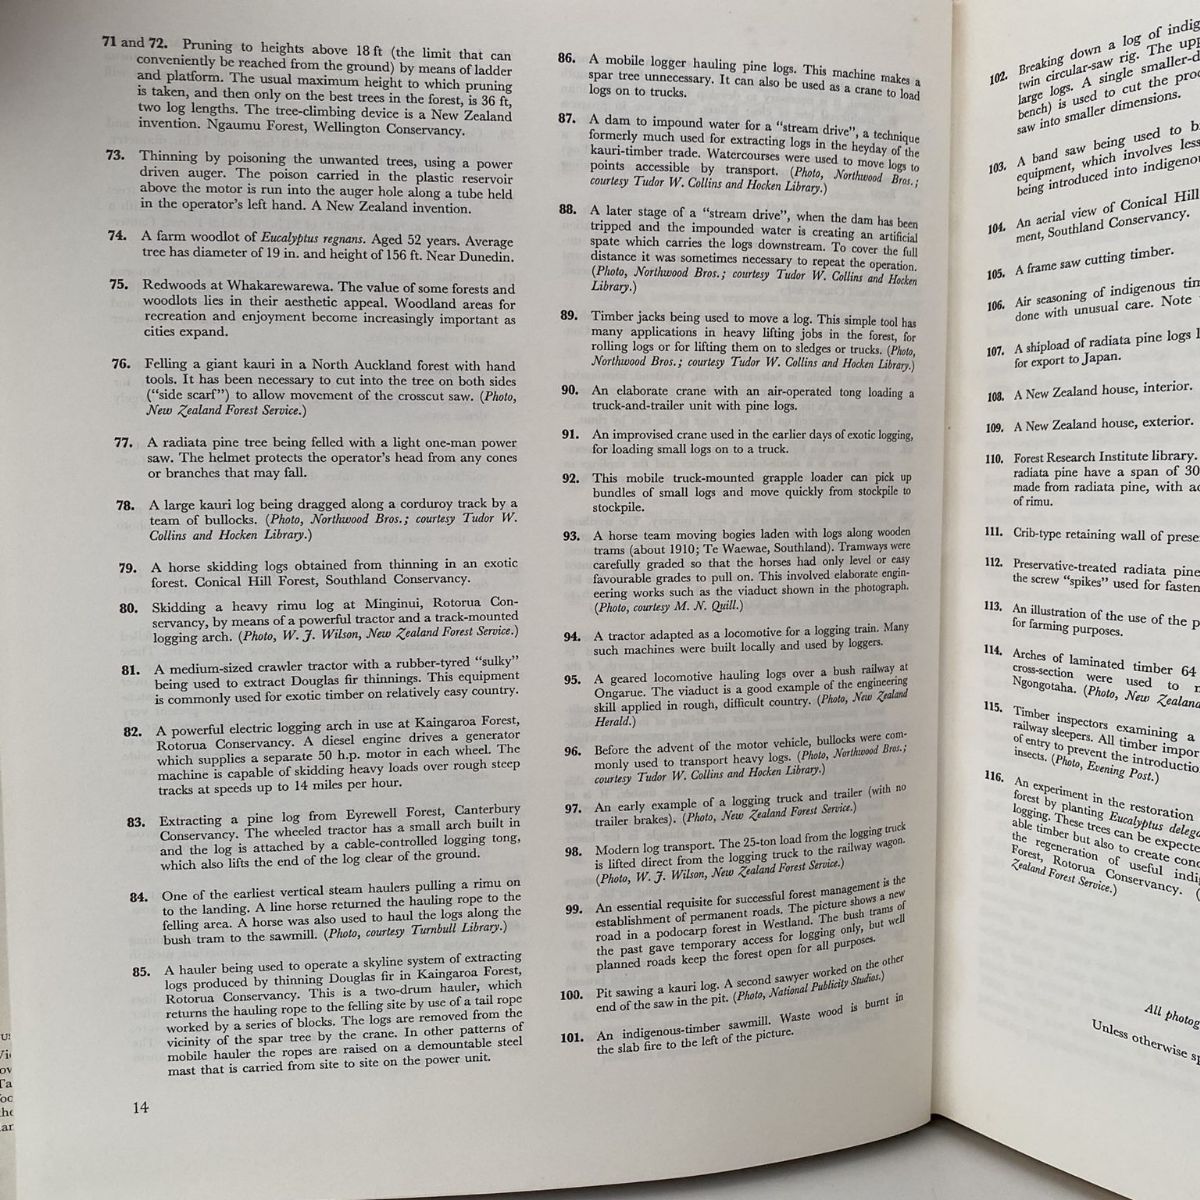 71 and 72. Pruning to heights above 18 ft (the limit that can
conveniently be reached from the ground) by means of ladder
and platform. The usual maximum height to which pruning
is taken, and then only on the best trees in the forest, is 36 ft,
two log lengths. The tree-climbing device is a New Zealand
invention. Ngaumu Forest, Wellington Conservancy.
73. Thinning by poisoning the unwanted trees, using a power
driven auger. The poison carried in the plastic reservoir
above the motor is run into the auger hole along a tube held
in the operator's left hand. A New Zealand invention.
74. A farm woodlot of Eucalyptus regnans. Aged 52 years. Average
tree has diameter of 19 in. and height of 156 ft. Near Dunedin.
75. Redwoods at Whakarewarewa. The value of some forests and
woodlots lies in their aesthetic appeal. Woodland areas for
recreation and enjoyment become increasingly important as
cities expand.
76. Felling a giant kauri in a North Auckland forest with hand
tools. It has been necessary to cut into the tree on both sides
("side scarf") to allow movement of the crosscut saw. (Photo,
New Zealand Forest Service.)
77. A radiata pine tree being felled with a light one-man power
saw. The helmet protects the operator's head from any cones
or branches that may fall.
78. A large kauri log being dragged along a corduroy track by a
team of bullocks. (Photo, Northwood Bros.; courtesy Tudor W.
Collins and Hocken Library.)
79. A horse skidding logs obtained from thinning in an exotic
forest. Conical Hill Forest, Southland Conservancy.
80. Skidding a heavy rimu log at Minginui, Rotorua Con-
servancy, by means of a powerful tractor and a track-mounted
logging arch. (Photo, W. J. Wilson, New Zealand Forest Service.)
81. A medium-sized crawler tractor with a rubber-tyred "sulky"
being used to extract Douglas fir thinnings. This equipment
is commonly used for exotic timber on relatively easy country.
82. A powerful electric logging arch in use at Kaingaroa Forest,
Rotorua Conservancy. A diesel engine drives a generator
which supplies a separate 50 h.p. motor in each wheel. The
machine is capable of skidding heavy loads over rough steep
tracks at speeds up to 14 miles per hour.
83. Extracting a pine log from Eyrewell Forest, Canterbury
Conservancy. The wheeled tractor has a small arch built in
and the log is attached by a cable-controlled logging tong,
which also lifts the end of the log clear of the ground.
84. One of the earliest vertical steam haulers pulling a rimu on
to the landing. A line horse returned the hauling rope to the
felling area. A horse was also used to haul the logs along the
bush tram to the sawmill. (Photo, courtesy Turnbull Library.)
85. A hauler being used to operate a skyline system of extracting
logs produced by thinning Douglas fir in Kaingaroa Forest,
Rotorua Conservancy. This is a two-drum hauler, which
returns the hauling rope to the felling site by use of a tail rope
worked by a series of blocks. The logs are removed from the
vicinity of the spar tree by the crane. In other patterns of
mobile hauler the ropes are raised on a demountable steel
mast that is carried from site to site on the power unit.
14
86. A mobile logger hauling pine logs. This machine makes a
spar tree unnecessary. It can also be used as a crane to load
logs on to trucks.
87. A dam to impound water for a "stream drive", a technique
formerly much used for extracting logs in the heyday of the
kauri-timber trade. Watercourses were used to move logs to
points accessible by transport. (Photo, Northwood Bros.;
courtesy Tudor W. Collins and Hocken Library.)
88. A later stage of a "stream drive", when the dam has been
tripped and the impounded water is creating an artificial
spate which carries the logs downstream. To cover the full
distance it was sometimes necessary to repeat the operation.
(Photo, Northwood Bros.; courtesy Tudor W. Collins and Hocken
Library.)
89. Timber jacks being used to move a log. This simple tool has
many applications in heavy lifting jobs in the forest, for
rolling logs or for lifting them on to sledges or trucks. (Photo,
Northwood Bros.; courtesy Tudor W. Collins and Hocken Library.)
90. An elaborate crane with an air-operated tong loading a
truck-and-trailer unit with pine logs.
91. An improvised crane used in the earlier days of exotic logging,
for loading small logs on to a truck.
92. This mobile truck-mounted grapple loader can pick up
bundles of small logs and move quickly from stockpile to
stockpile.
93. A horse team moving bogies laden with logs along wooden
trams (about 1910; Te Waewae, Southland). Tramways were
carefully graded so that the horses had only level or easy
favourable grades to pull on. This involved elaborate engin-
eering works such as the viaduct shown in the photograph.
(Photo, courtesy M. N. Quill.)
94. A tractor adapted as a locomotive for a logging train. Many
such machines were built locally and used by loggers.
95. A geared locomotive hauling logs over a bush railway at
Ongarue. The viaduct is a good example of the engineering
skill applied in rough, difficult country. (Photo, New Zealand
Herald.)
96. Before the advent of the motor vehicle, bullocks were com-
monly used to transport heavy logs. (Photo, Northwood Bros.;
courtesy Tudor W. Collins and Hocken Library.)
97. An early example of a logging truck and trailer (with no
trailer brakes). (Photo, New Zealand Forest Service.)
98. Modern log transport. The 25-ton load from the logging truck
is lifted direct from the logging truck to the railway wagon.
(Photo, W. J. Wilson, New Zealand Forest Service.)
99. An essential requisite for successful forest management is the
establishment of permanent roads. The picture shows a new
road in a podocarp forest in Westland. The bush trams of
the past gave temporary access for logging only, but well
planned roads keep the forest open for all purposes.
100. Pit sawing a kauri log. A second sawyer worked on the other
end of the saw in the pit. (Photo, National Publicity Studios.)
101. An indigenous-timber sawmill. Waste wood is burnt in
the slab fire to the left of the picture.
102. Breaking down a log of indig
twin circular-saw rig. The upp
large logs. A single smaller-d
bench) is used to cut the proc
saw into smaller dimensions.
103. A band saw being used to b
equipment, which involves less
being introduced into indigeno
104. An aerial view of Conical Hill
ment, Southland Conservancy.
105. A frame saw cutting timber.
106. Air seasoning of indigenous tim
done with unusual care. Note
107. A shipload of radiata pine logs l
for export to Japan.
108. A New Zealand house, interior.
109. A New Zealand house, exterior.
110. Forest Research Institute library.
radiata pine have a span of 30
made from radiata pine, with ac
of rimu.
111. Crib-type retaining wall of prese
112. Preservative-treated radiata pine
the screw "spikes" used for fasten
113. An illustration of the use of the p
for farming purposes.
114. Arches of laminated timber 64
cross-section were used to
Ngongotaha. (Photo, New Zealand
115. Timber inspectors examining a
railway sleepers. All timber impor
of entry to prevent the introduction
insects. (Photo, Evening Post.)
116. An experiment in the restoration
forest by planting Eucalyptus delega
logging. These trees can be expecte
able timber but also to create conc
the regeneration of useful indig
Forest, Rotorua Conservancy. (
Zealand Forest Service.)
All photog
Unless otherwise sp